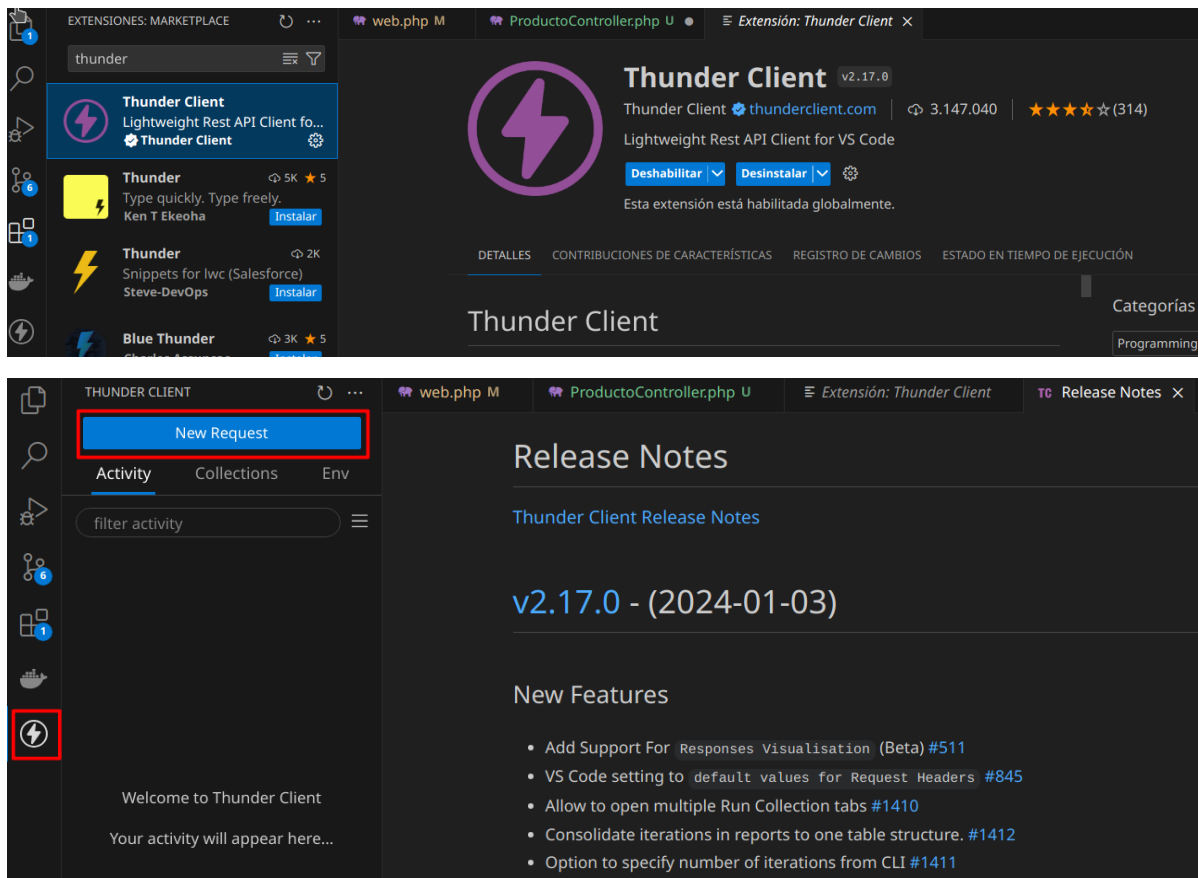 EXTENSIONES: MARKETPLACE
web.php M
ProductoController.php U
Extensión: Thunder Client
1
thunder
Thunder Client
Lightweight Rest API Client fo...
Thunder Client
Thunder
5K ★ 5
Type quickly. Type freely.
Ken T Ekeoha
Instalar
6
1
Thunder
2K
Snippets for lwc (Salesforce)
Steve-DevOps
Instalar
Blue Thunder
3K ★ 5
Thunder Client v2.17.0
Thunder Client thunderclient.com 3.147.040 (314)
Lightweight Rest API Client for VS Code
Deshabilitar Desinstalar
Esta extensión está habilitada globalmente.
DETALLES CONTRIBUCIONES DE CARACTERÍSTICAS REGISTRO DE CAMBIOS ESTADO EN TIEMPO DE EJECUCIÓN
Thunder Client
Categorías
Programming
THUNDER CLIENT
web.php M
ProductoController.php U
Extensión: Thunder Client
TC Release Notes
New Request
Activity Collections Env
filter activity
6
1
Welcome to Thunder Client
Your activity will appear here...
Release Notes
Thunder Client Release Notes
v2.17.0 - (2024-01-03)
New Features
• Add Support For Responses Visualisation (Beta) #511
• VS Code setting to default values for Request Headers #845
• Allow to open multiple Run Collection tabs #1410
• Consolidate iterations in reports to one table structure. #1412
• Option to specify number of iterations from CLI #1411